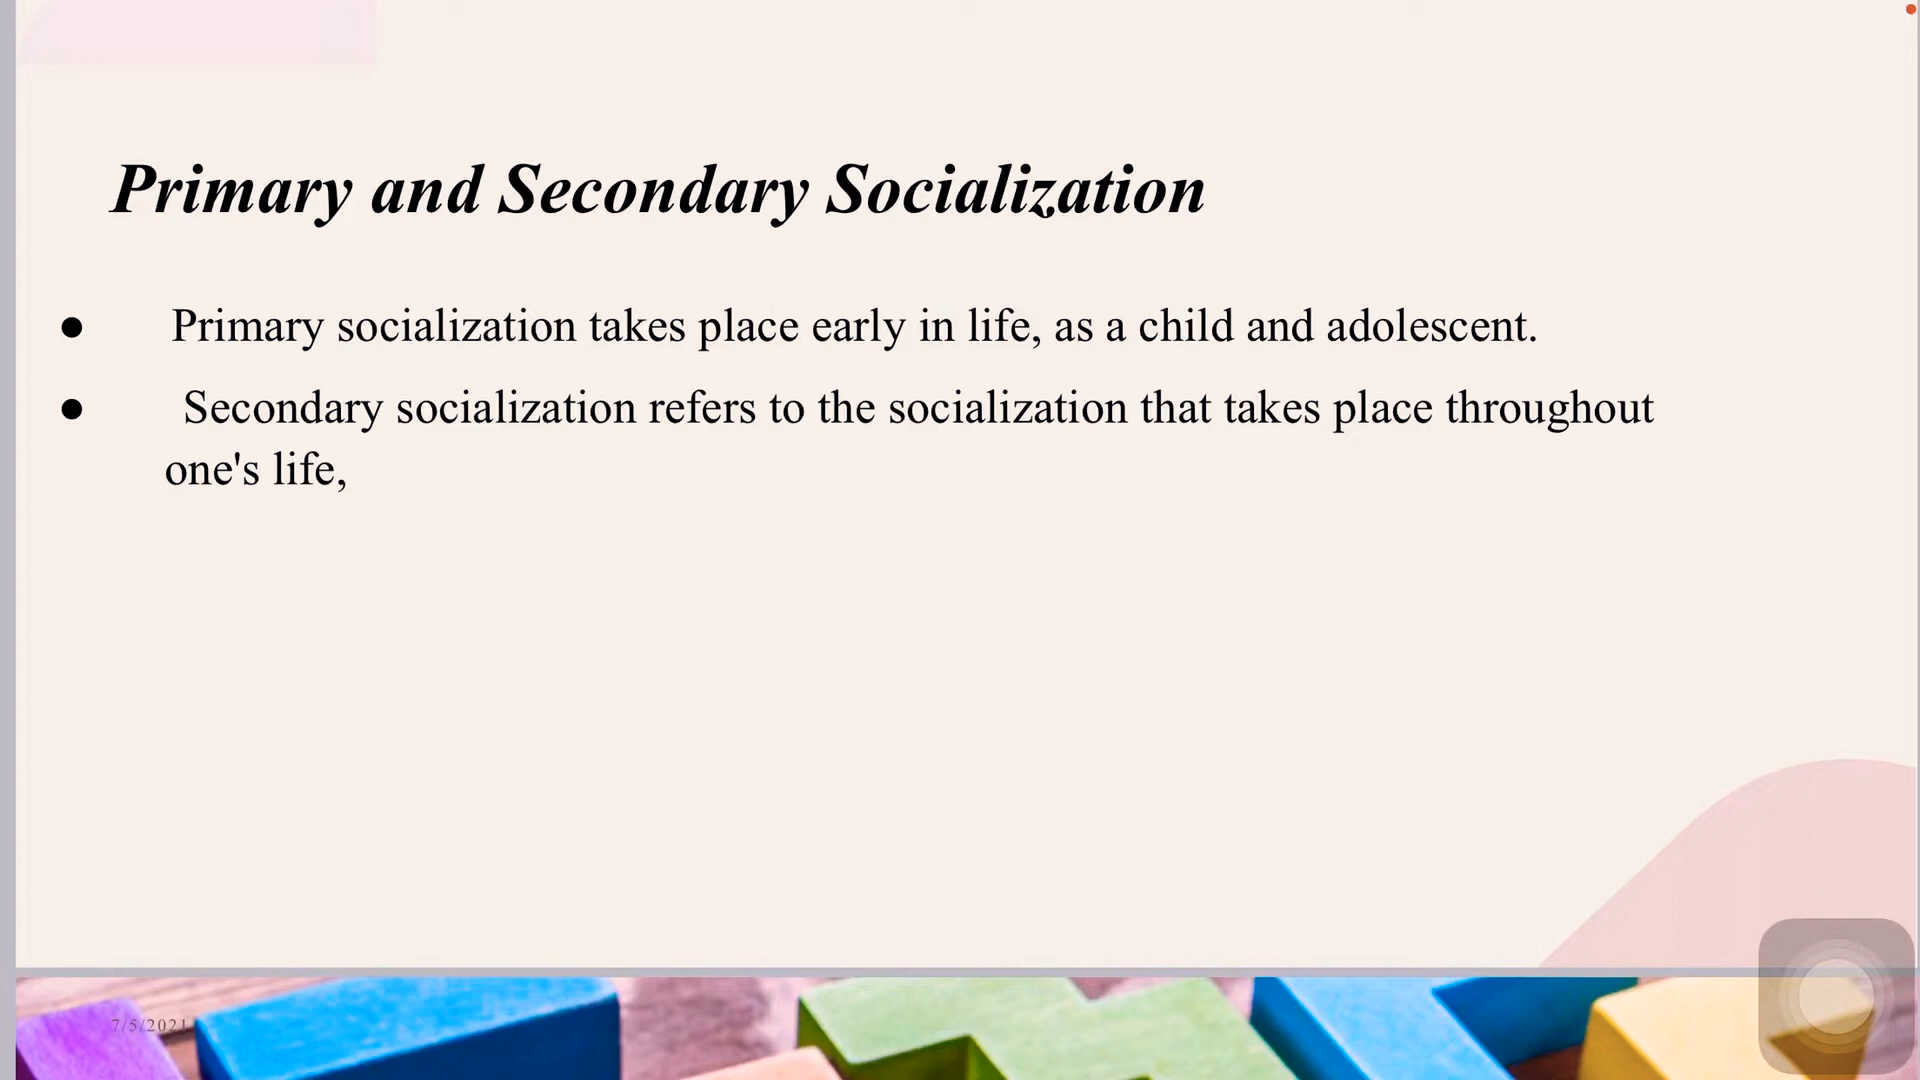 Primary and Secondary Socialization
● Primary socialization takes place early in life, as a child and adolescent.
● Secondary socialization refers to the socialization that takes place throughout
one's life,
7/5/2021